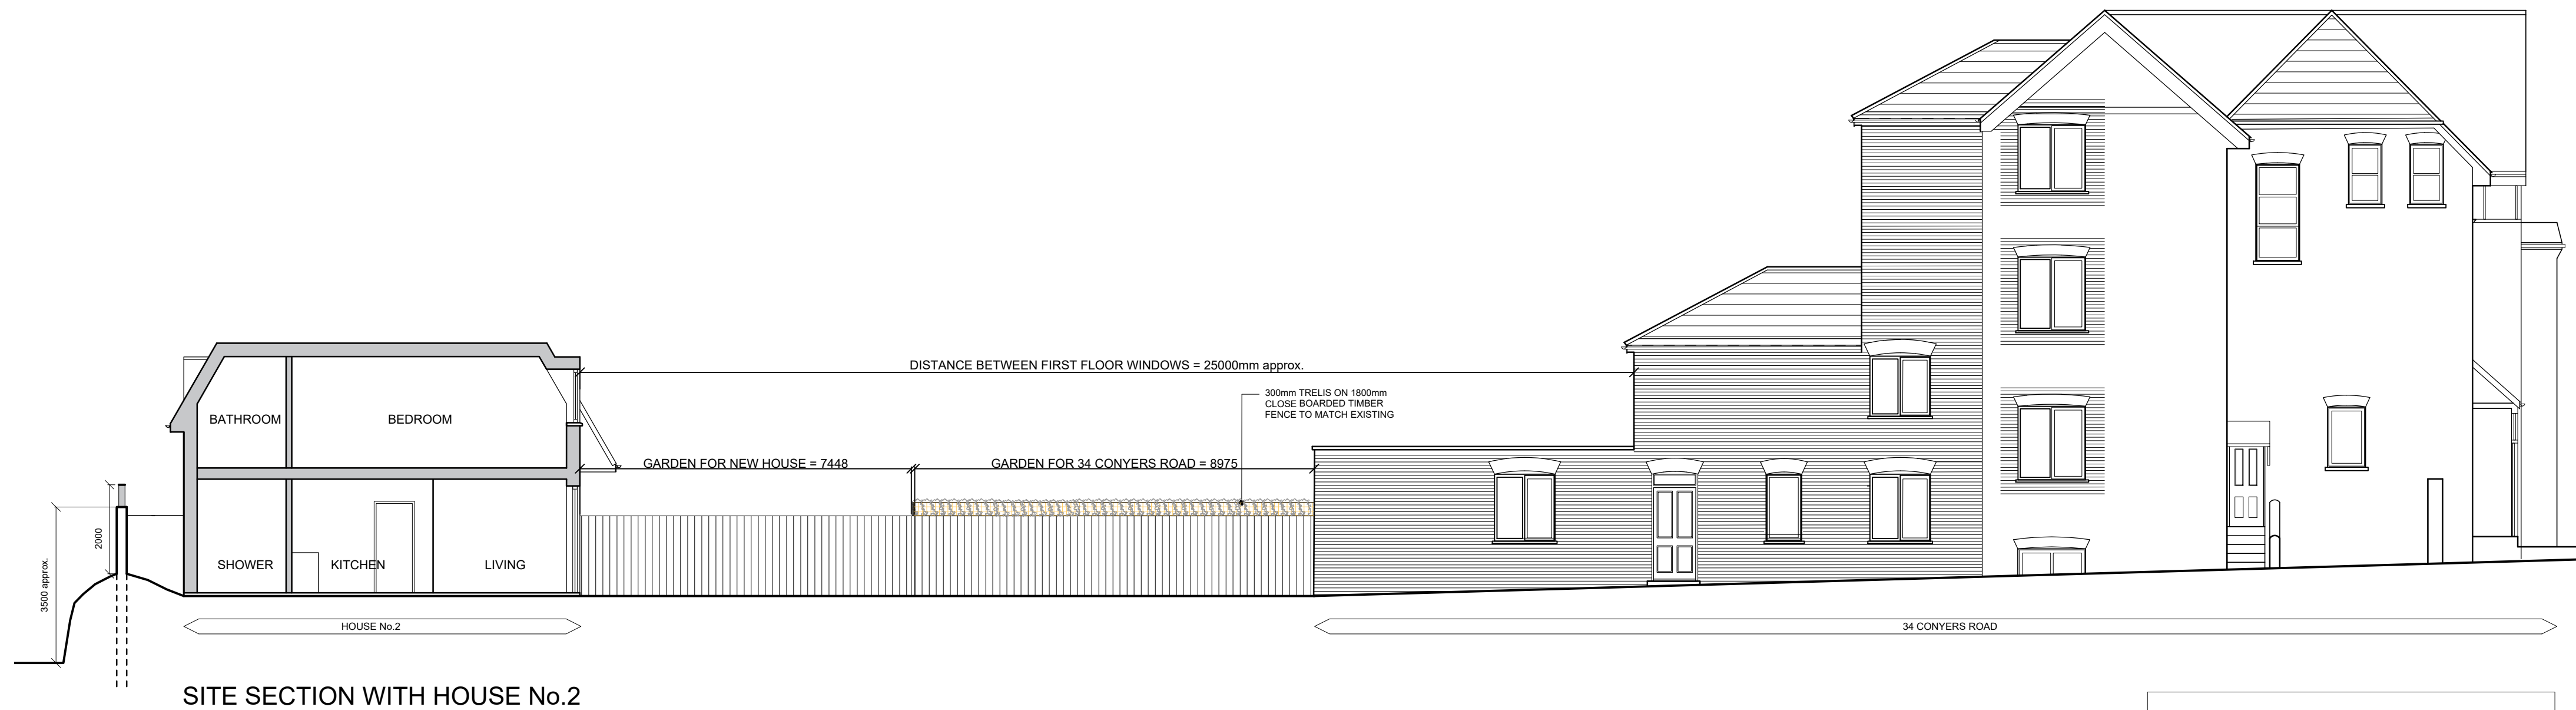 DISTANCE BETWEEN FIRST FLOOR WINDOWS = 25000mm approx.
300mm TRELIS ON 1800mm
CLOSE BOARDED TIMBER
FENCE TO MATCH EXISTING
BATHROOM
BEDROOM
GARDEN FOR NEW HOUSE = 7448
GARDEN FOR 34 CONYERS ROAD = 8975
2000
3500 approx.
SHOWER
KITCHEN
LIVING
HOUSE No.2
34 CONYERS ROAD
SITE SECTION WITH HOUSE No.2